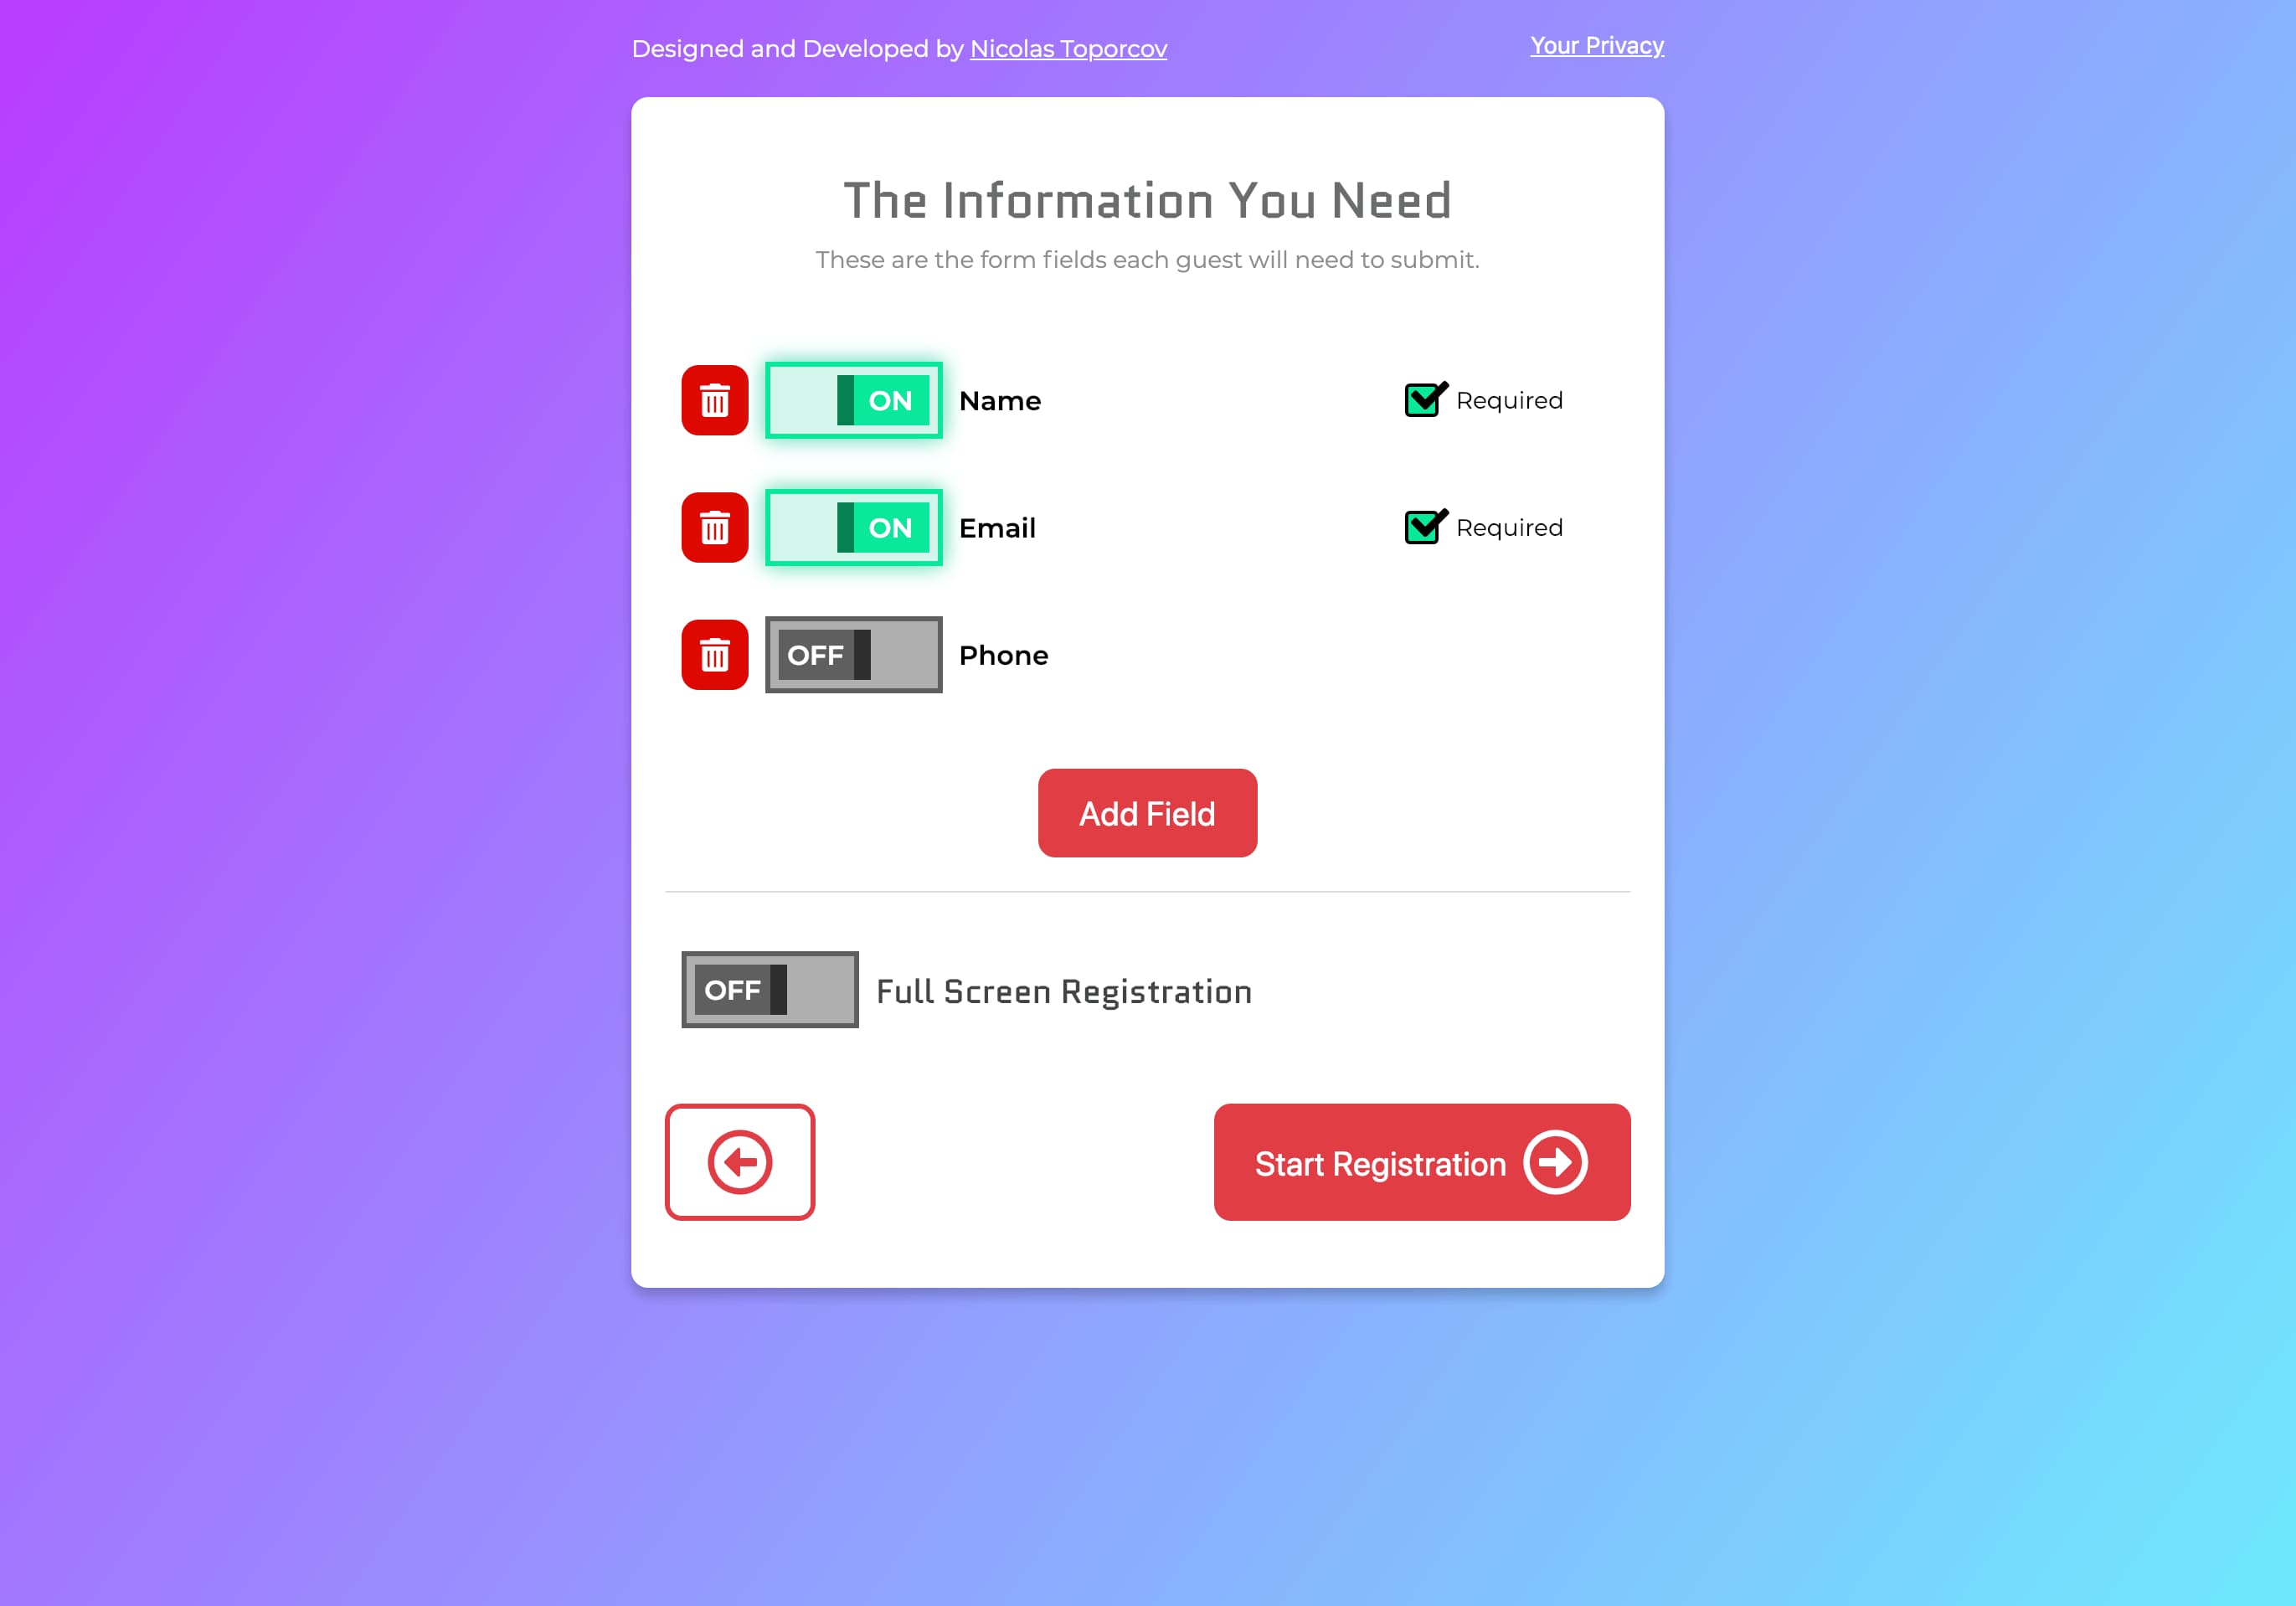 Designed and Developed by Nicolas Toporcov
Your Privacy
The Information You Need
These are the form fields each guest will need to submit.
ON Name Required
ON Email Required
OFF Phone
Add Field
OFF Full Screen Registration
Start Registration